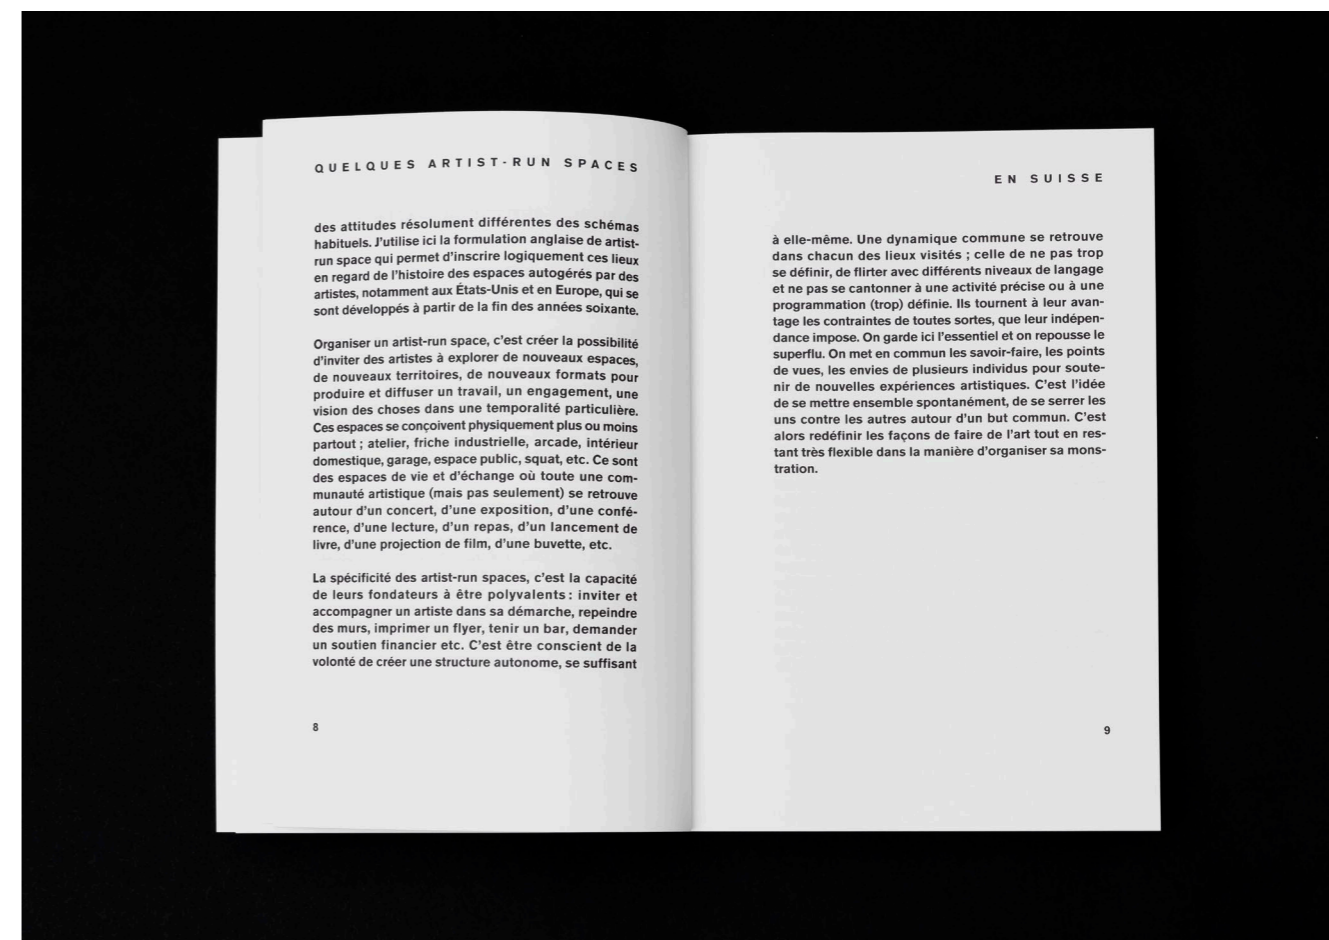 QUELQUES ARTIST-RUN SPACES
des attitudes résolument différentes des schémas
habituels. J'utilise ici la formulation anglaise de artist-
run space qui permet d'inscrire logiquement ces lieux
en regard de l'histoire des espaces autogérés par des
artistes, notamment aux États-Unis et en Europe, qui se
sont développés à partir de la fin des années soixante.
Organiser un artist-run space, c'est créer la possibilité
d'inviter des artistes à explorer de nouveaux espaces,
de nouveaux territoires, de nouveaux formats pour
produire et diffuser un travail, un engagement, une
vision des choses dans une temporalité particulière.
Ces espaces se conçoivent physiquement plus ou moins
partout ; atelier, friche industrielle, arcade, intérieur
domestique, garage, espace public, squat, etc. Ce sont
des espaces de vie et d'échange où toute une com-
munauté artistique (mais pas seulement) se retrouve
autour d'un concert, d'une exposition, d'une confé-
rence, d'une lecture, d'un repas, d'un lancement de
livre, d'une projection de film, d'une buvette, etc.
La spécificité des artist-run spaces, c'est la capacité
de leurs fondateurs à être polyvalents : inviter et
accompagner un artiste dans sa démarche, repeindre
des murs, imprimer un flyer, tenir un bar, demander
un soutien financier etc. C'est être conscient de la
volonté de créer une structure autonome, se suffisant
8
EN SUISSE
à elle-même. Une dynamique commune se retrouve
dans chacun des lieux visités ; celle de ne pas trop
se définir, de flirter avec différents niveaux de langage
et ne pas se cantonner à une activité précise ou à une
programmation (trop) définie. Ils tournent à leur avan-
tage les contraintes de toutes sortes, que leur indépen-
dance impose. On garde ici l'essentiel et on repousse le
superflu. On met en commun les savoir-faire, les points
de vues, les envies de plusieurs individus pour soute-
nir de nouvelles expériences artistiques. C'est l'idée
de se mettre ensemble spontanément, de se serrer les
uns contre les autres autour d'un but commun. C'est
alors redéfinir les façons de faire de l'art tout en res-
tant très flexible dans la manière d'organiser sa mons-
tration.
9